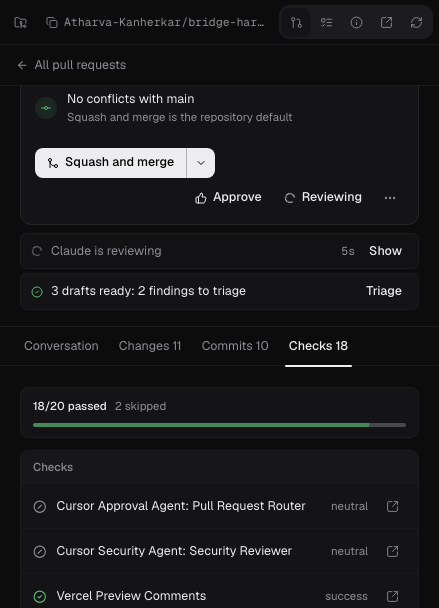 Atharva-Kanherkar/bridge-har…
All pull requests
No conflicts with main
Squash and merge is the repository default
Squash and merge
Approve
Reviewing
Claude is reviewing 5s Show
3 drafts ready: 2 findings to triage Triage
Conversation Changes 11 Commits 10 Checks 18
18/20 passed 2 skipped
Checks
Cursor Approval Agent: Pull Request Router neutral
Cursor Security Agent: Security Reviewer neutral
Vercel Preview Comments success